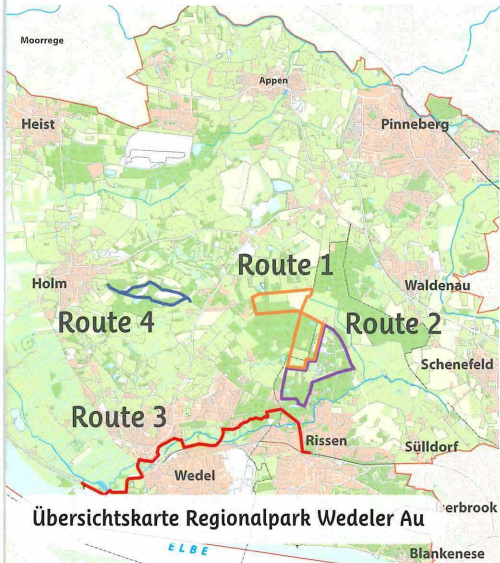 Moorrege
Appen
Heist
Pinneberg
Route 1
Holm
Waldenau
Route 4
Route 2
Schenefeld
Route 3
Rissen
Sülldorf
Wedel
serbrook
Übersichtskarte Regionalpark Wedeler Au
ELBE
Blankenese